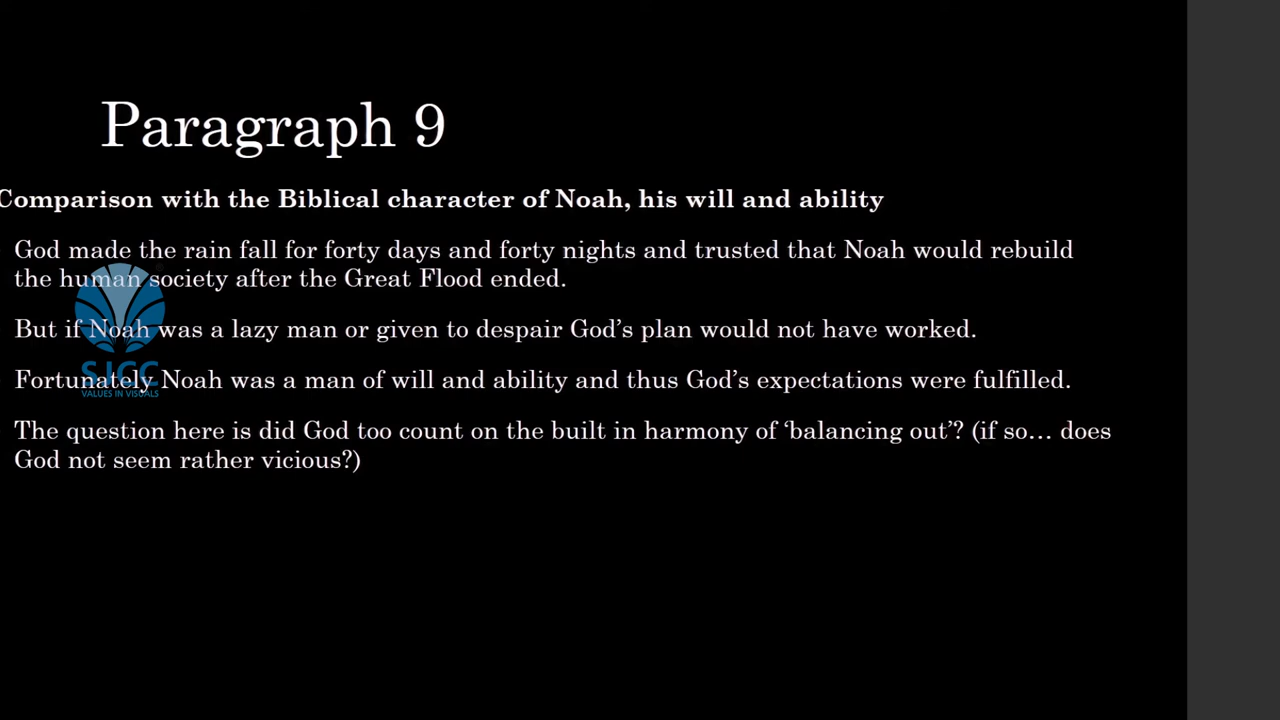 Paragraph 9
Comparison with the Biblical character of Noah, his will and ability
God made the rain fall for forty days and forty nights and trusted that Noah would rebuild
the human society after the Great Flood ended.
But if Noah was a lazy man or given to despair God’s plan would not have worked.
SJCC
VALUES IN VISUALS
Fortunately Noah was a man of will and ability and thus God’s expectations were fulfilled.
The question here is did God too count on the built in harmony of ‘balancing out’? (if so… does
God not seem rather vicious?)